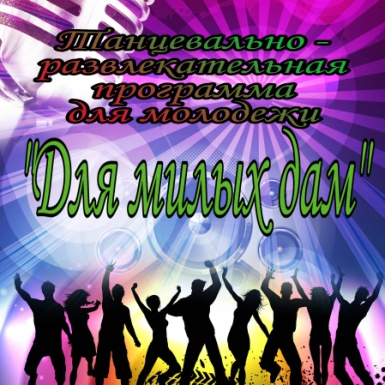 Танцевально –
развлекательная
программа
для молодежи
"Для милых дам"